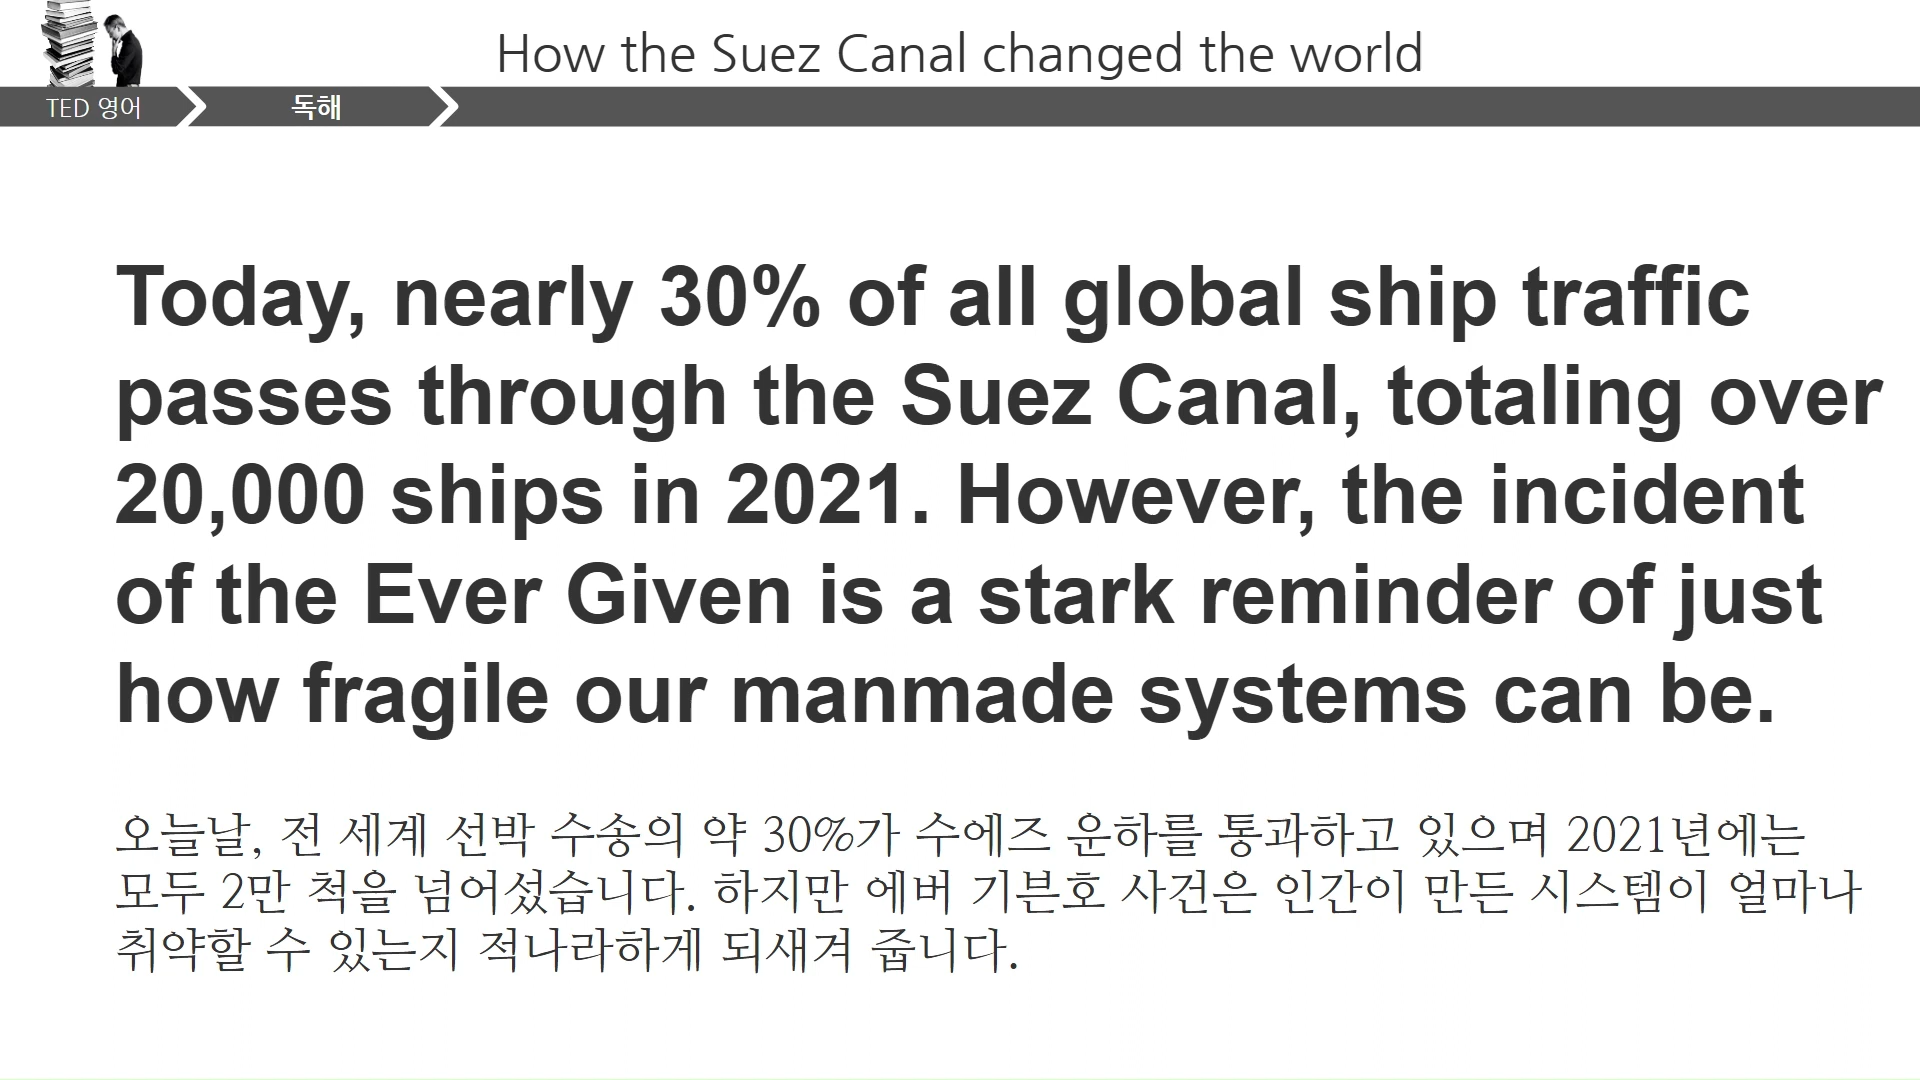 How the Suez Canal changed the world
TED 영어
독해
Today, nearly 30% of all global ship traffic
passes through the Suez Canal, totaling over
20,000 ships in 2021. However, the incident
of the Ever Given is a stark reminder of just
how fragile our manmade systems can be.
오늘날, 전 세계 선박 수송의 약 30%가 수에즈 운하를 통과하고 있으며 2021년에는
모두 2만 척을 넘어섰습니다. 하지만 에버 기븐호 사건은 인간이 만든 시스템이 얼마나
취약할 수 있는지 적나라하게 되새겨 줍니다.